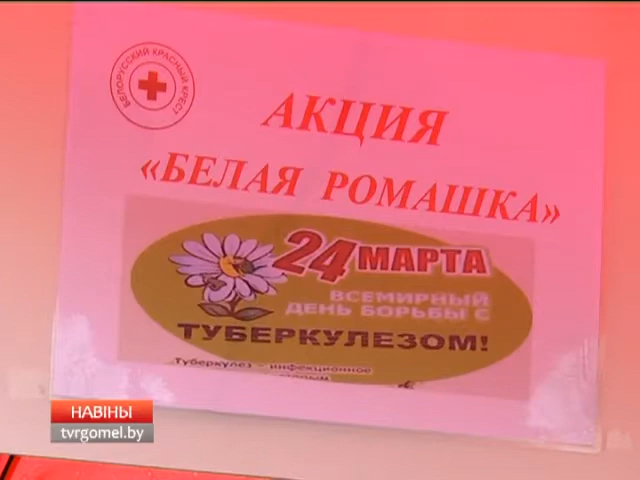 БЕЛОРУССКИЙ КРАСНЫЙ КРЕСТ
АКЦИЯ
«БЕЛАЯ РОМАШКА»
24 МАРТА
ВСЕМИРНЫЙ
ДЕНЬ БОРЬБЫ С
ТУБЕРКУЛЕЗОМ!
Туберкулез - инфекционное
НАВІНЫ
tvrgomel.by